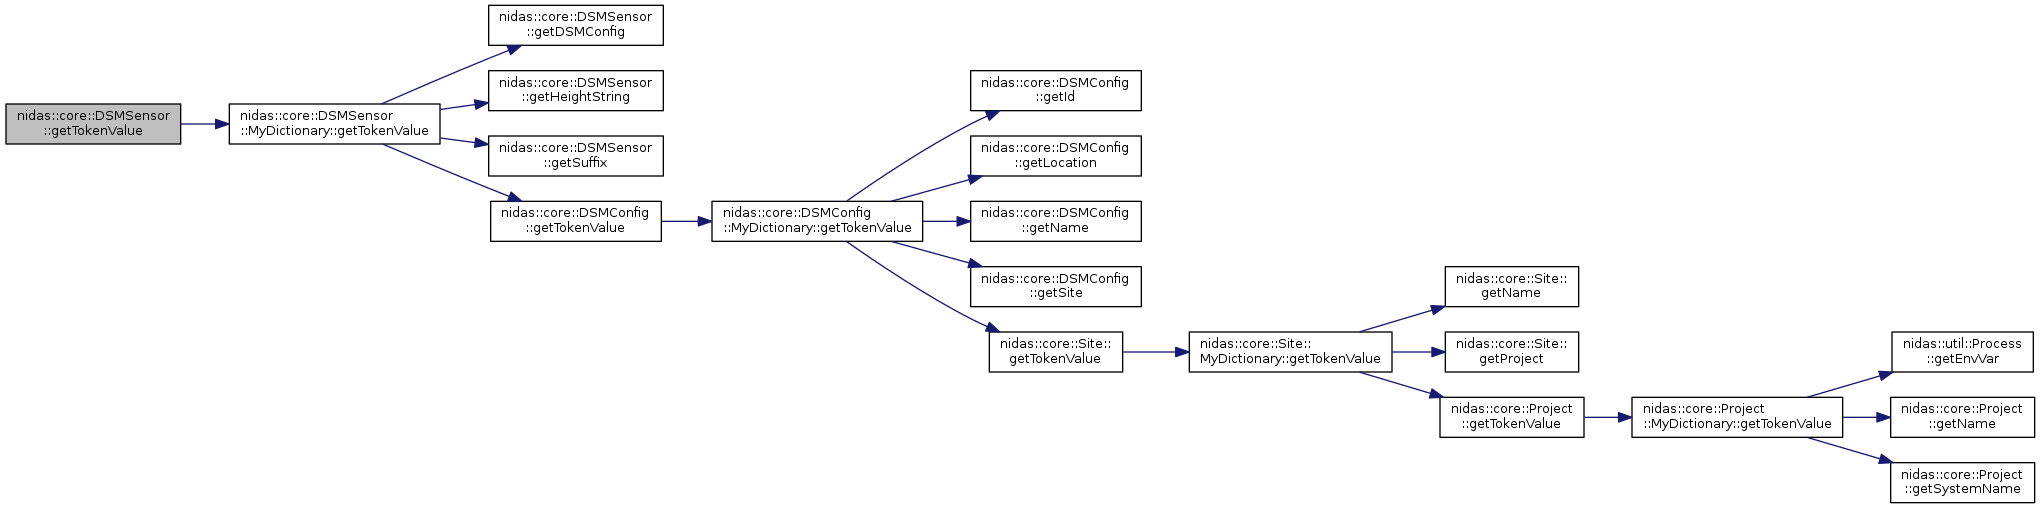 nidas::core::DSMSensor
::getTokenValue
nidas::core::DSMSensor
::MyDictionary::getTokenValue
nidas::core::DSMSensor
::getDSMConfig
nidas::core::DSMSensor
::getHeightString
nidas::core::DSMSensor
::getSuffix
nidas::core::DSMConfig
::getTokenValue
nidas::core::DSMConfig
::MyDictionary::getTokenValue
nidas::core::DSMConfig
::getId
nidas::core::DSMConfig
::getLocation
nidas::core::DSMConfig
::getName
nidas::core::DSMConfig
::getSite
nidas::core::Site::
getTokenValue
nidas::core::Site::
MyDictionary::getTokenValue
nidas::core::Site::
getName
nidas::core::Site::
getProject
nidas::core::Project
::getTokenValue
nidas::core::Project
::MyDictionary::getTokenValue
nidas::util::Process
::getEnvVar
nidas::core::Project
::getName
nidas::core::Project
::getSystemName